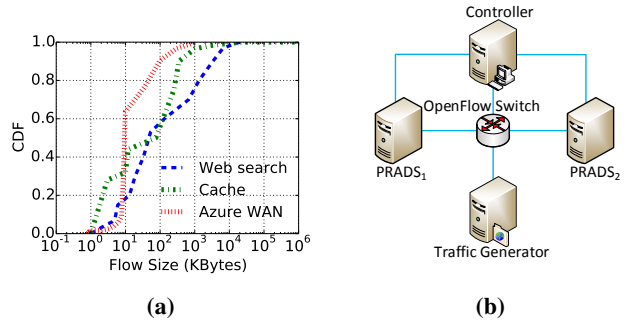 (a)
CDF
1.0
0.8
0.6
0.4
0.2
0.0
Web search
Cache
Azure WAN
10⁻¹ 10⁰ 10¹ 10² 10³ 10⁴ 10⁵ 10⁶
Flow Size (KBytes)
(a)
(b)
Controller
OpenFlow Switch
PRADS₁
PRADS₂
Traffic Generator
(b)